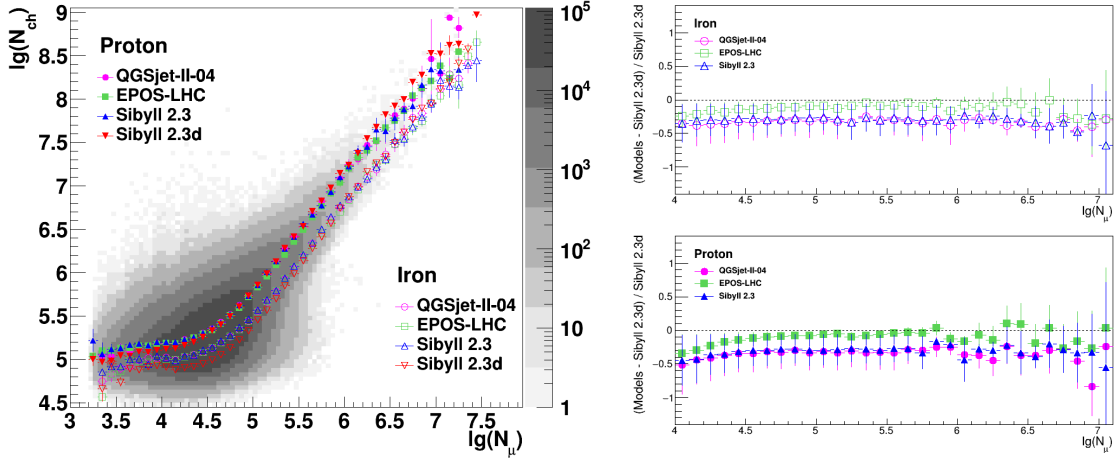 lg(N_ch)
9
8.5
8
7.5
7
6.5
6
5.5
5
4.5
Proton
QGSjet-II-04
EPOS-LHC
Sibyll 2.3
Sibyll 2.3d
Iron
QGSjet-II-04
EPOS-LHC
Sibyll 2.3
Sibyll 2.3d
3 3.5 4 4.5 5 5.5 6 6.5 7 7.5
lg(N_μ)
10^5
10^4
10^3
10^2
10
1
(Models - Sibyll 2.3d) / Sibyll 2.3d
Iron
QGSjet-II-04
EPOS-LHC
Sibyll 2.3
1
0.5
0
−0.5
−1
4 4.5 5 5.5 6 6.5 7
lg(N_μ)
(Models - Sibyll 2.3d) / Sibyll 2.3d
Proton
QGSjet-II-04
EPOS-LHC
Sibyll 2.3
1
0.5
0
−0.5
−1
4 4.5 5 5.5 6 6.5 7
lg(N_μ)